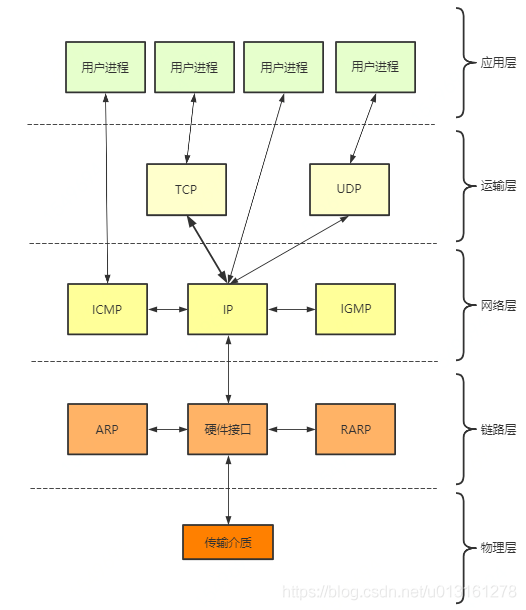 用户进程
用户进程
用户进程
用户进程
应用层
TCP
UDP
运输层
ICMP
IP
IGMP
网络层
ARP
硬件接口
RARP
链路层
传输介质
物理层
https://blog.csdn.net/u013161278